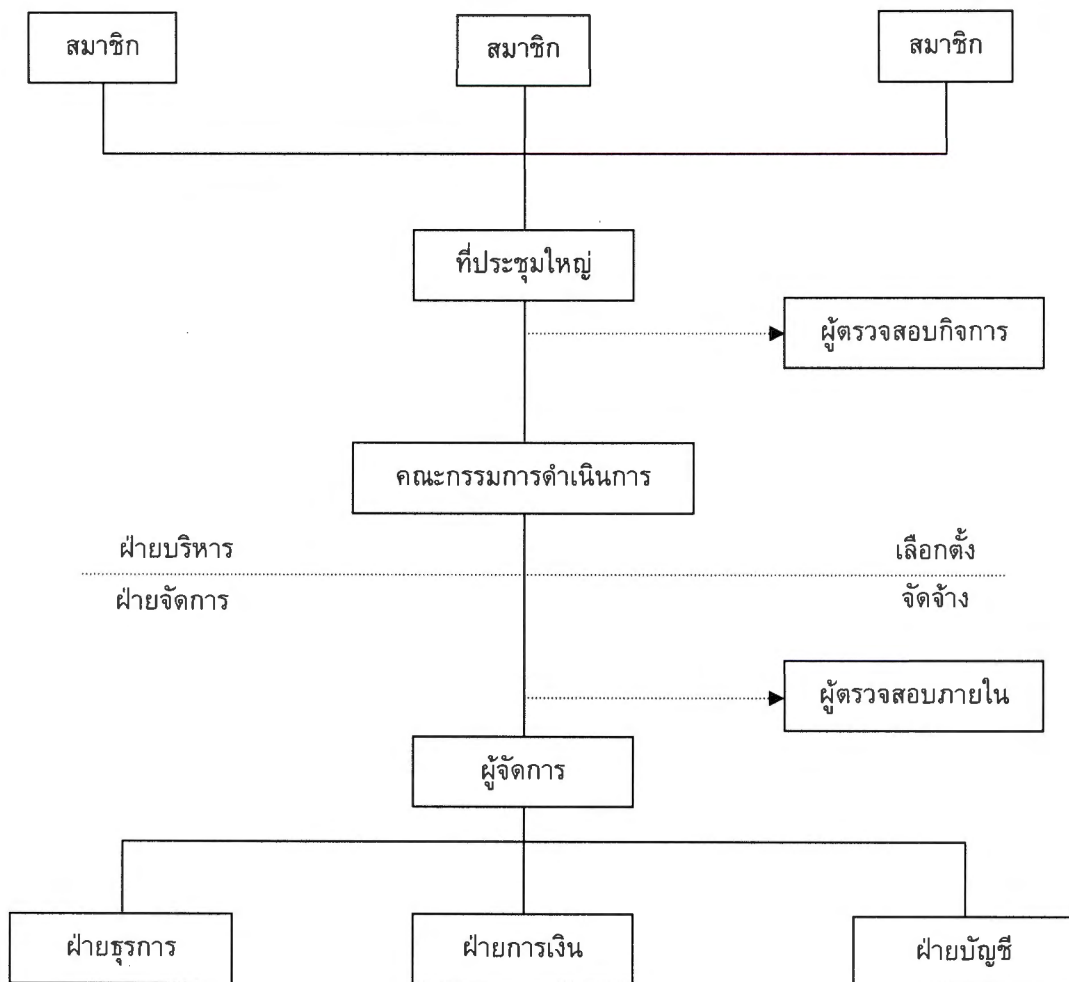 สมาชิก
สมาชิก
สมาชิก
ที่ประชุมใหญ่
ผู้ตรวจสอบกิจการ
คณะกรรมการดำเนินการ
ฝ่ายบริหาร
เลือกตั้ง
ฝ่ายจัดการ
จัดจ้าง
ผู้ตรวจสอบภายใน
ผู้จัดการ
ฝ่ายธุรการ
ฝ่ายการเงิน
ฝ่ายบัญชี